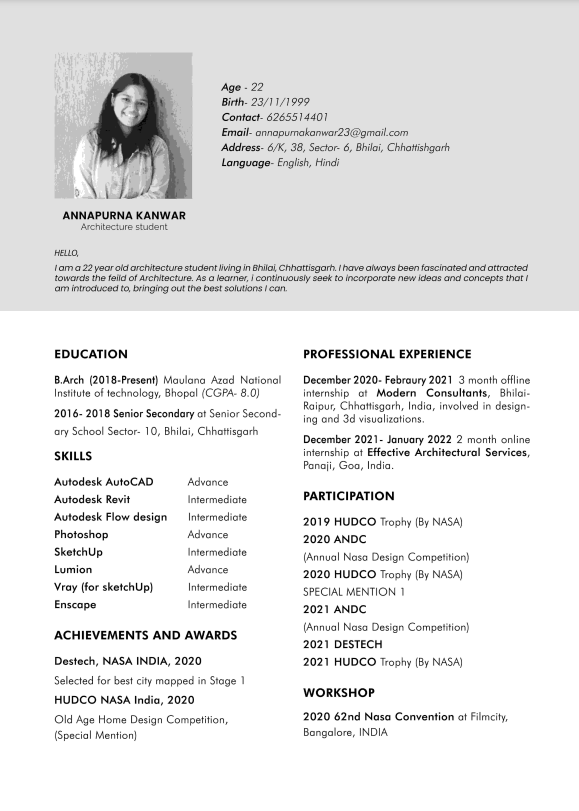 Age - 22
Birth- 23/11/1999
Contact- 6265514401
Email- annapurnakanwar23@gmail.com
Address- 6/K, 38, Sector- 6, Bhilai, Chhattishgarh
Language- English, Hindi
ANNAPURNA KANWAR
Architecture student
HELLO,
I am a 22 year old architecture student living in Bhilai, Chhattisgarh. I have always been fascinated and attracted
towards the feild of Architecture. As a learner, i continuously seek to incorporate new ideas and concepts that I
am introduced to, bringing out the best solutions I can.
EDUCATION
B.Arch (2018-Present) Maulana Azad National
Institute of technology, Bhopal (CGPA- 8.0)
2016- 2018 Senior Secondary at Senior Second-
ary School Sector- 10, Bhilai, Chhattisgarh
SKILLS
Autodesk AutoCAD Advance
Autodesk Revit Intermediate
Autodesk Flow design Intermediate
Photoshop Advance
SketchUp Intermediate
Lumion Advance
Vray (for sketchUp) Intermediate
Enscape Intermediate
ACHIEVEMENTS AND AWARDS
Destech, NASA INDIA, 2020
Selected for best city mapped in Stage 1
HUDCO NASA India, 2020
Old Age Home Design Competition,
(Special Mention)
PROFESSIONAL EXPERIENCE
December 2020- Febraury 2021 3 month offline
internship at Modern Consultants, Bhilai-
Raipur, Chhattisgarh, India, involved in design-
ing and 3d visualizations.
December 2021- January 2022 2 month online
internship at Effective Architectural Services,
Panaji, Goa, India.
PARTICIPATION
2019 HUDCO Trophy (By NASA)
2020 ANDC
(Annual Nasa Design Competition)
2020 HUDCO Trophy (By NASA)
SPECIAL MENTION 1
2021 ANDC
(Annual Nasa Design Competition)
2021 DESTECH
2021 HUDCO Trophy (By NASA)
WORKSHOP
2020 62nd Nasa Convention at Filmcity,
Bangalore, INDIA